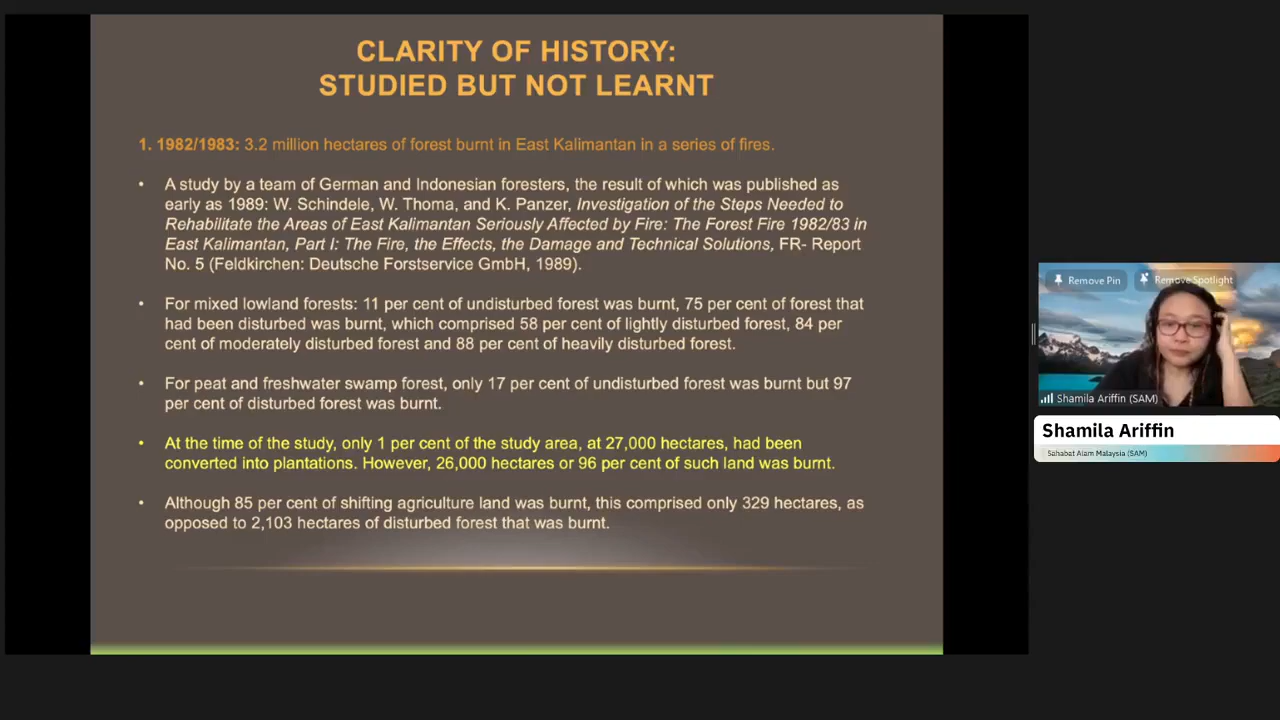 CLARITY OF HISTORY:
STUDIED BUT NOT LEARNT
1. 1982/1983: 3.2 million hectares of forest burnt in East Kalimantan in a series of fires.
• A study by a team of German and Indonesian foresters, the result of which was published as
early as 1989: W. Schindele, W. Thoma, and K. Panzer, Investigation of the Steps Needed to
Rehabilitate the Areas of East Kalimantan Seriously Affected by Fire: The Forest Fire 1982/83 in
East Kalimantan, Part I: The Fire, the Effects, the Damage and Technical Solutions, FR- Report
No. 5 (Feldkirchen: Deutsche Forstservice GmbH, 1989).
• For mixed lowland forests: 11 per cent of undisturbed forest was burnt, 75 per cent of forest that
had been disturbed was burnt, which comprised 58 per cent of lightly disturbed forest, 84 per
cent of moderately disturbed forest and 88 per cent of heavily disturbed forest.
• For peat and freshwater swamp forest, only 17 per cent of undisturbed forest was burnt but 97
per cent of disturbed forest was burnt.
• At the time of the study, only 1 per cent of the study area, at 27,000 hectares, had been
converted into plantations. However, 26,000 hectares or 96 per cent of such land was burnt.
• Although 85 per cent of shifting agriculture land was burnt, this comprised only 329 hectares, as
opposed to 2,103 hectares of disturbed forest that was burnt.
Remove Pin
Remove Spotlight
Shamila Ariffin (SAM)
Shamila Ariffin
Sahabat Alam Malaysia (SAM)